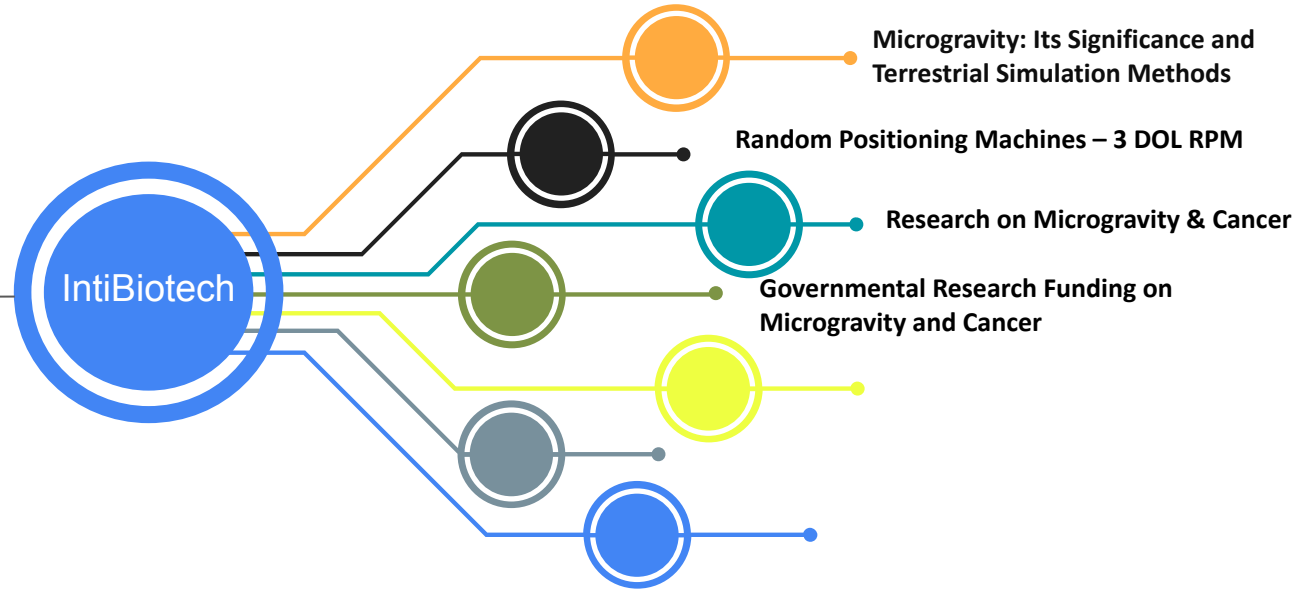 Microgravity: Its Significance and
Terrestrial Simulation Methods
Random Positioning Machines – 3 DOL RPM
Research on Microgravity & Cancer
IntiBiotech
Governmental Research Funding on
Microgravity and Cancer